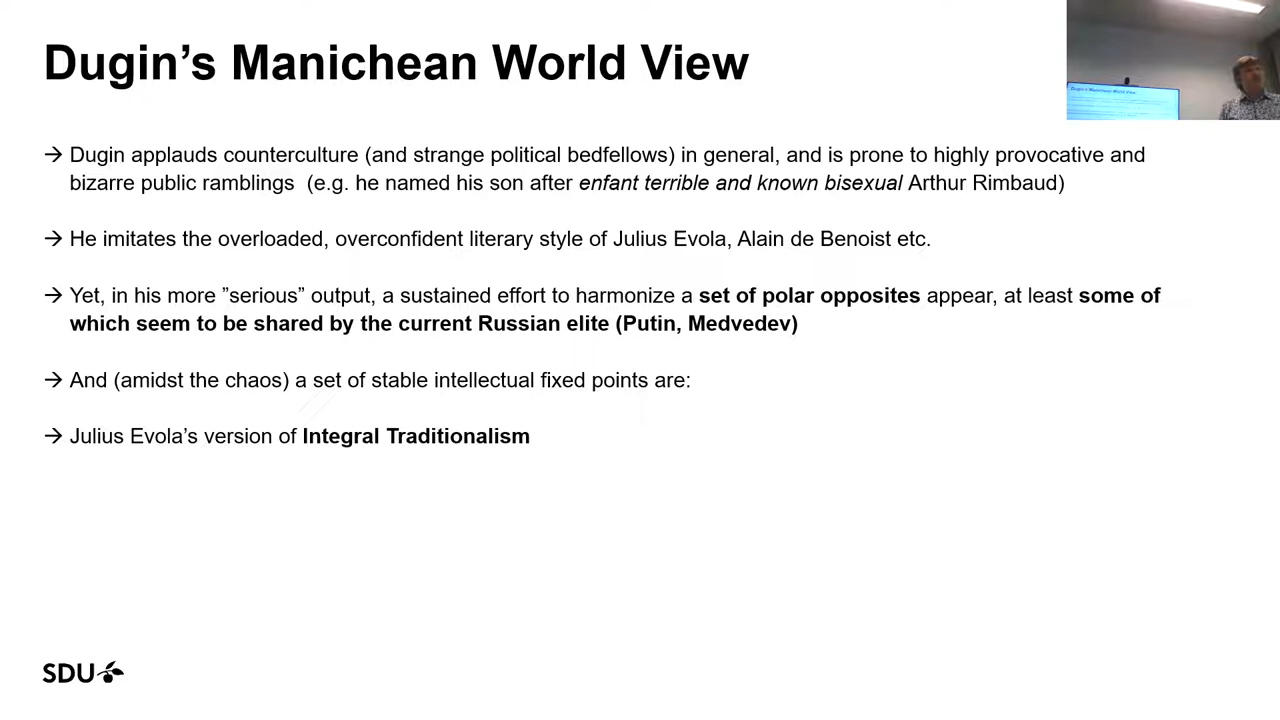 Dugin's Manichean World View
Dugin's Manichean World View
→ Dugin applauds counterculture (and strange political bedfellows) in general, and is prone to highly provocative and
bizarre public ramblings (e.g. he named his son after enfant terrible and known bisexual Arthur Rimbaud)
→ He imitates the overloaded, overconfident literary style of Julius Evola, Alain de Benoist etc.
→ Yet, in his more ”serious” output, a sustained effort to harmonize a set of polar opposites appear, at least some of
which seem to be shared by the current Russian elite (Putin, Medvedev)
→ And (amidst the chaos) a set of stable intellectual fixed points are:
→ Julius Evola's version of Integral Traditionalism
SDU